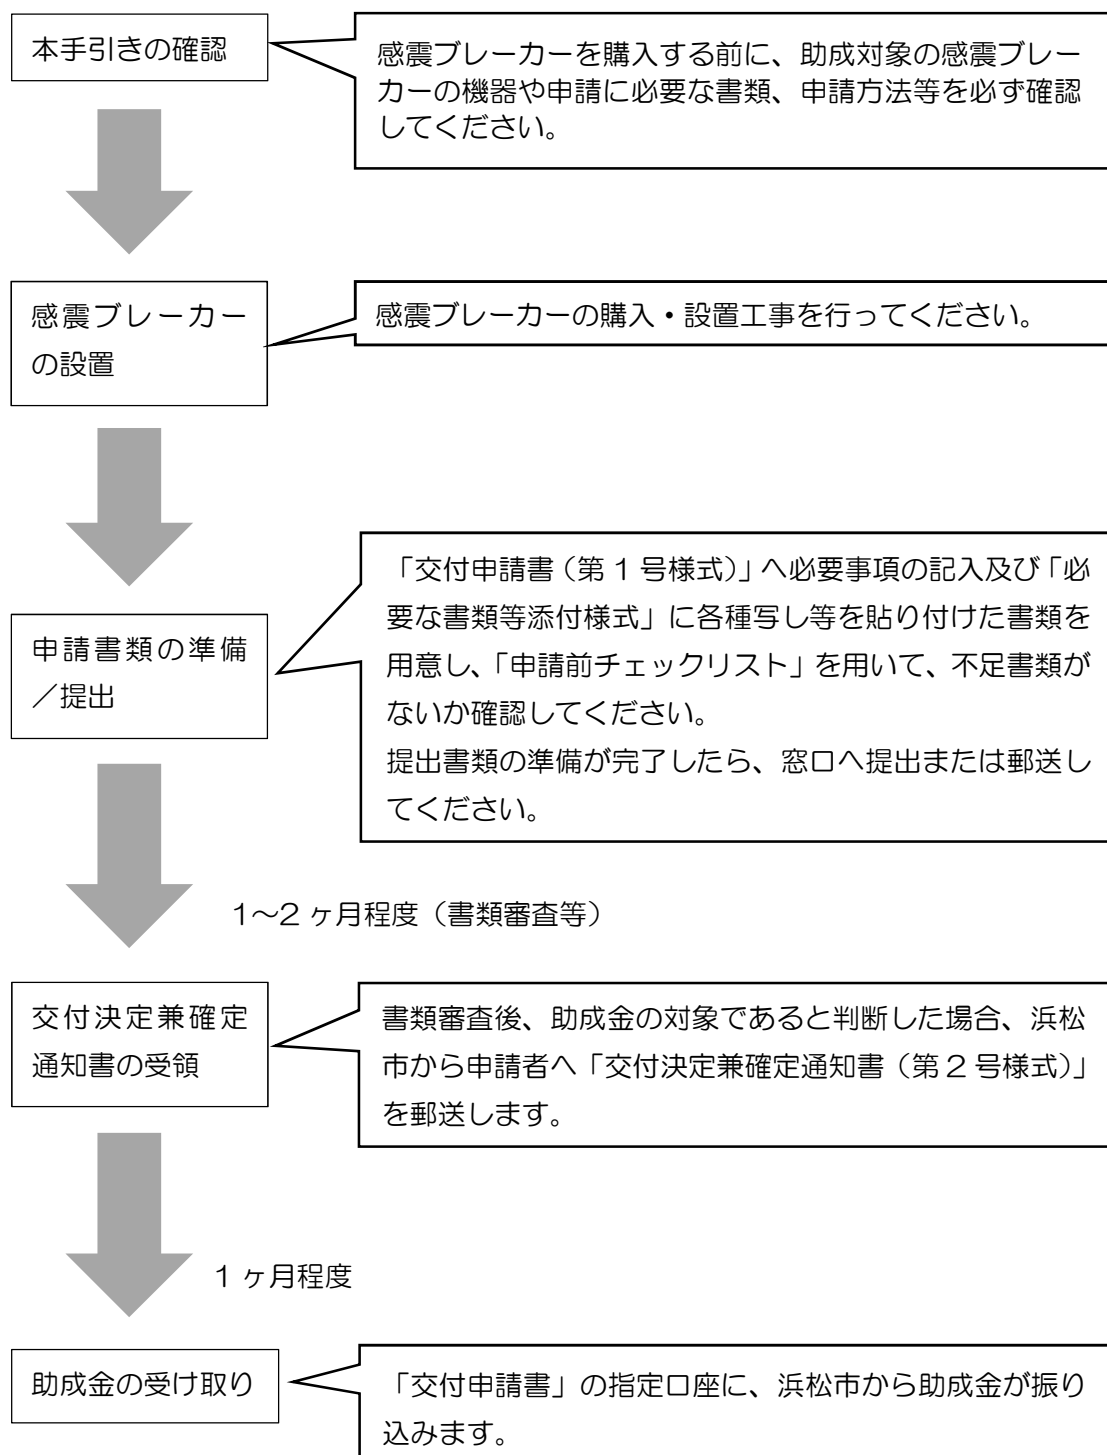 本手引きの確認
感震ブレーカーを購入する前に、助成対象の感震ブレー
カーの機器や申請に必要な書類、申請方法等を必ず確認
してください。
感震ブレーカー
の設置
感震ブレーカーの購入・設置工事を行ってください。
申請書類の準備
／提出
「交付申請書（第１号様式）」へ必要事項の記入及び「必
要な書類等添付様式」に各種写し等を貼り付けた書類を
用意し、「申請前チェックリスト」を用いて、不足書類が
ないか確認してください。
提出書類の準備が完了したら、窓口へ提出または郵送し
てください。
1～2 ヶ月程度（書類審査等）
交付決定兼確定
通知書の受領
書類審査後、助成金の対象であると判断した場合、浜松
市から申請者へ「交付決定兼確定通知書（第２号様式）」
を郵送します。
1 ヶ月程度
助成金の受け取り
「交付申請書」の指定口座に、浜松市から助成金が振り
込みます。